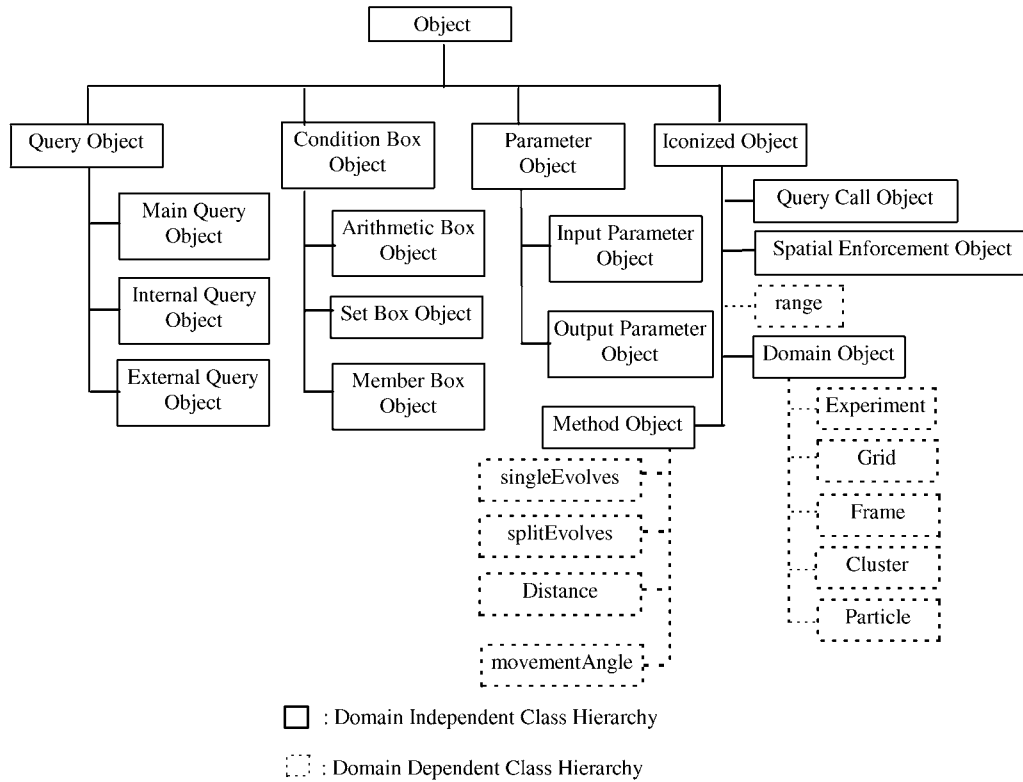 Object
Query Object
Condition Box
Object
Parameter
Object
Iconized Object
Main Query
Object
Internal Query
Object
External Query
Object
Arithmetic Box
Object
Set Box Object
Member Box
Object
Input Parameter
Object
Output Parameter
Object
Query Call Object
Spatial Enforcement Object
range
Domain Object
Experiment
Grid
Frame
Cluster
Particle
Method Object
singleEvolves
splitEvolves
Distance
movementAngle
: Domain Independent Class Hierarchy
: Domain Dependent Class Hierarchy